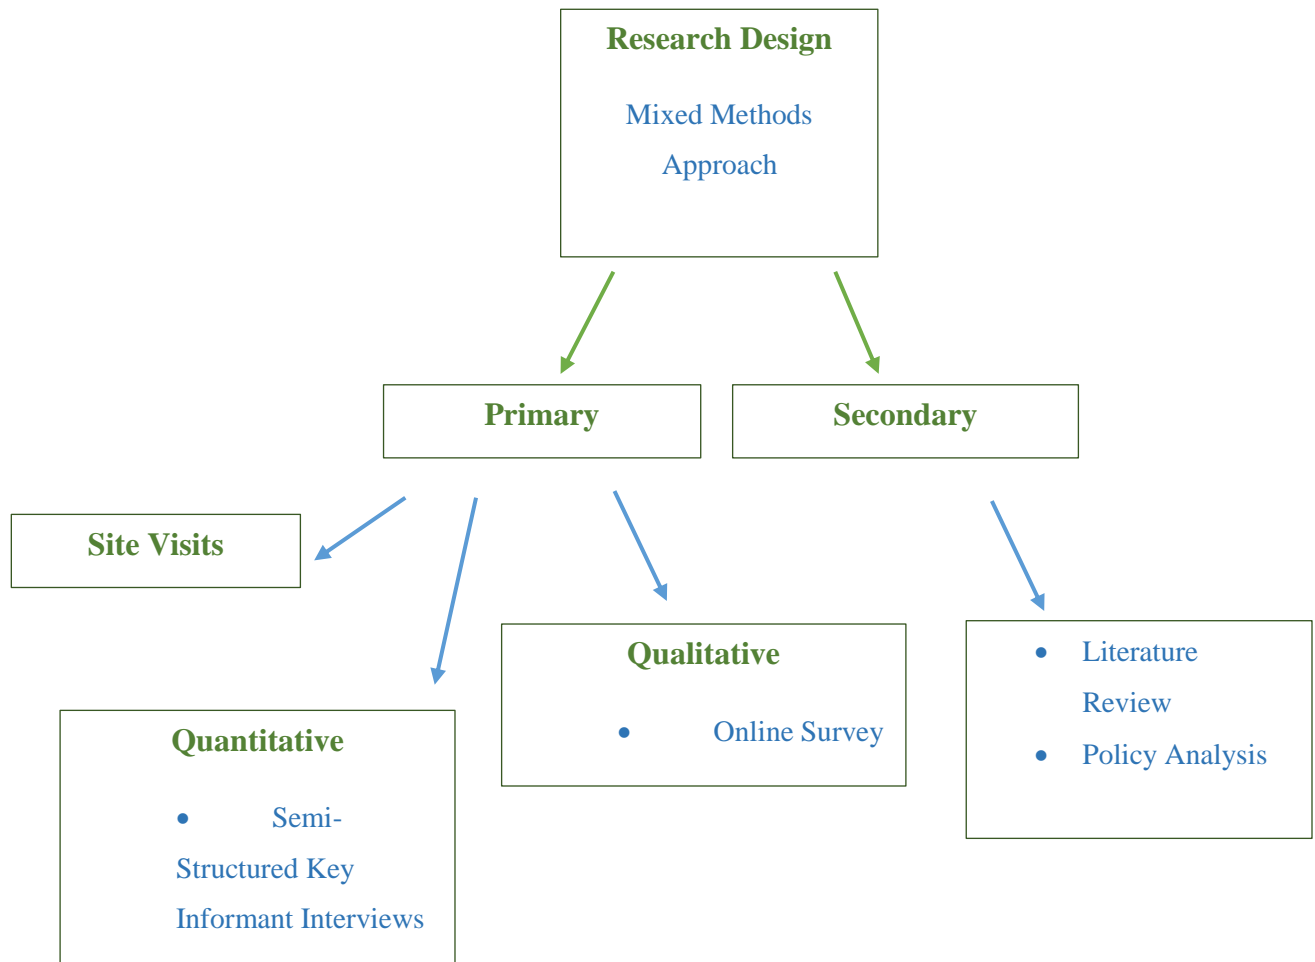 Research Design
Mixed Methods
Approach
Primary
Secondary
Site Visits
Quantitative
• Semi-
Structured Key
Informant Interviews
Qualitative
• Online Survey
• Literature
Review
• Policy Analysis